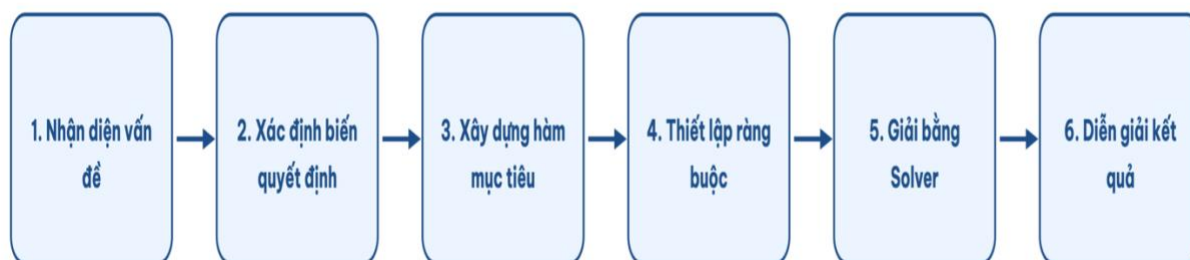 1. Nhận diện vấn
đề
2. Xác định biến
quyết định
3. Xây dựng hàm
mục tiêu
4. Thiết lập ràng
buộc
5. Giải bằng
Solver
6. Diễn giải kết
quả